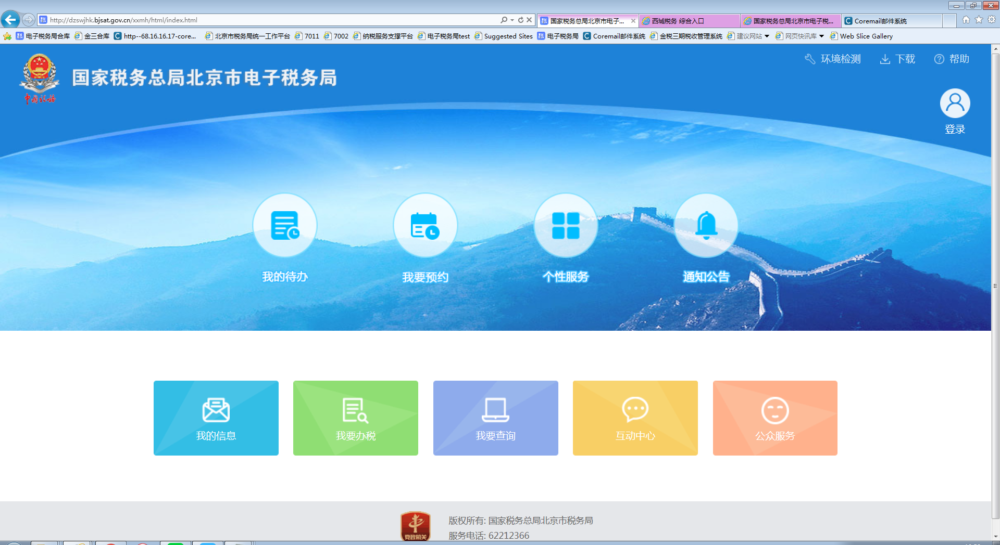 http://dzswjhk.bjsat.gov.cn/xxmh/html/index.html
国家税务总局北京市电子...
西城税务 综合入口
国家税务总局北京市电子税...
Coremail邮件系统
电子税务局合库 金三合库 http--68.16.16.17-core... 北京市税务局统一工作平台 7011 7002 纳税服务支撑平台 电子税务局test Suggested Sites 电子税务局 Coremail邮件系统 金税三期税收管理系统 建议网站 网页快讯库 Web Slice Gallery
环境检测 下载 帮助
国家税务总局北京市电子税务局
中国税务
登录
我的待办 我要预约 个性服务 通知公告
我的信息 我要办税 我要查询 互动中心 公众服务
党政机关
版权所有: 国家税务总局北京市税务局
服务电话: 62212366